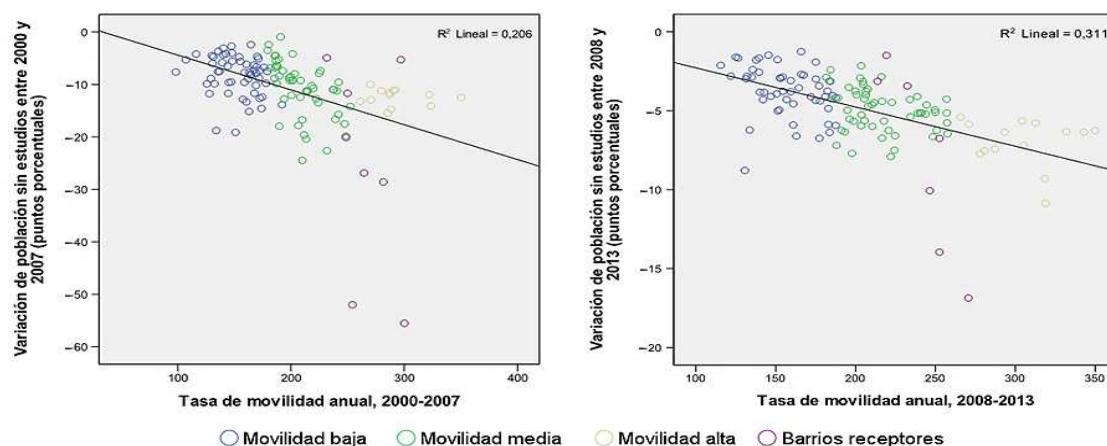 Variación de población sin estudios entre 2000 y
2007 (puntos porcentuales)
0
−10
−20
−30
−40
−50
−60
R² Lineal = 0,206
100
200
300
400
Tasa de movilidad anual, 2000-2007
Variación de población sin estudios entre 2008 y
2013 (puntos porcentuales)
0
−5
−10
−15
−20
R² Lineal = 0,311
100
150
200
250
300
350
Tasa de movilidad anual, 2008-2013
Movilidad baja
Movilidad media
Movilidad alta
Barrios receptores